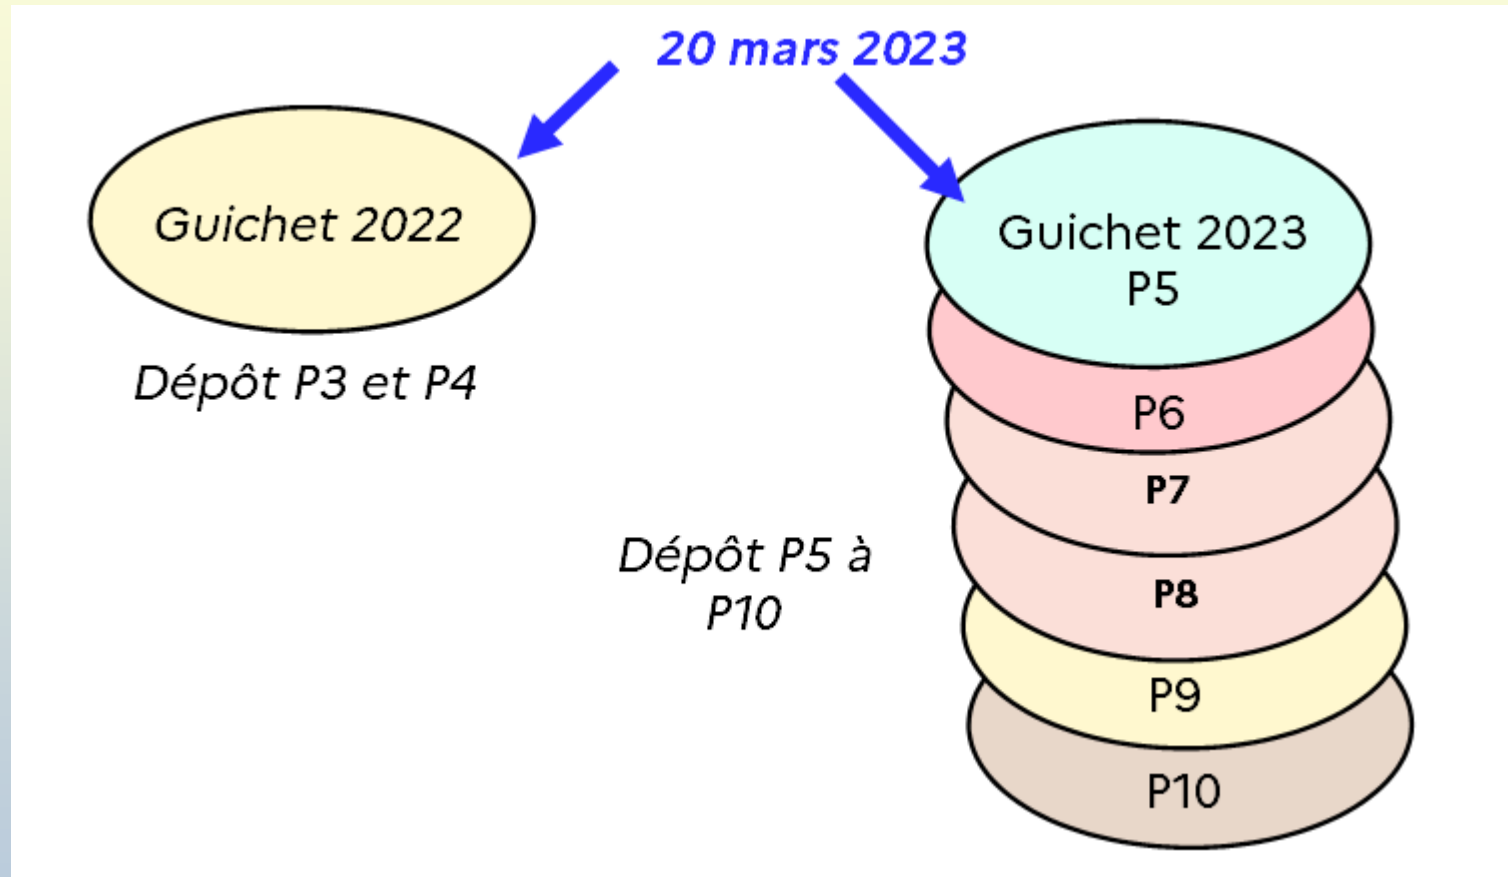 20 mars 2023
Guichet 2022
Dépôt P3 et P4
Guichet 2023
P5
P6
P7
P8
P9
P10
Dépôt P5 à
P10